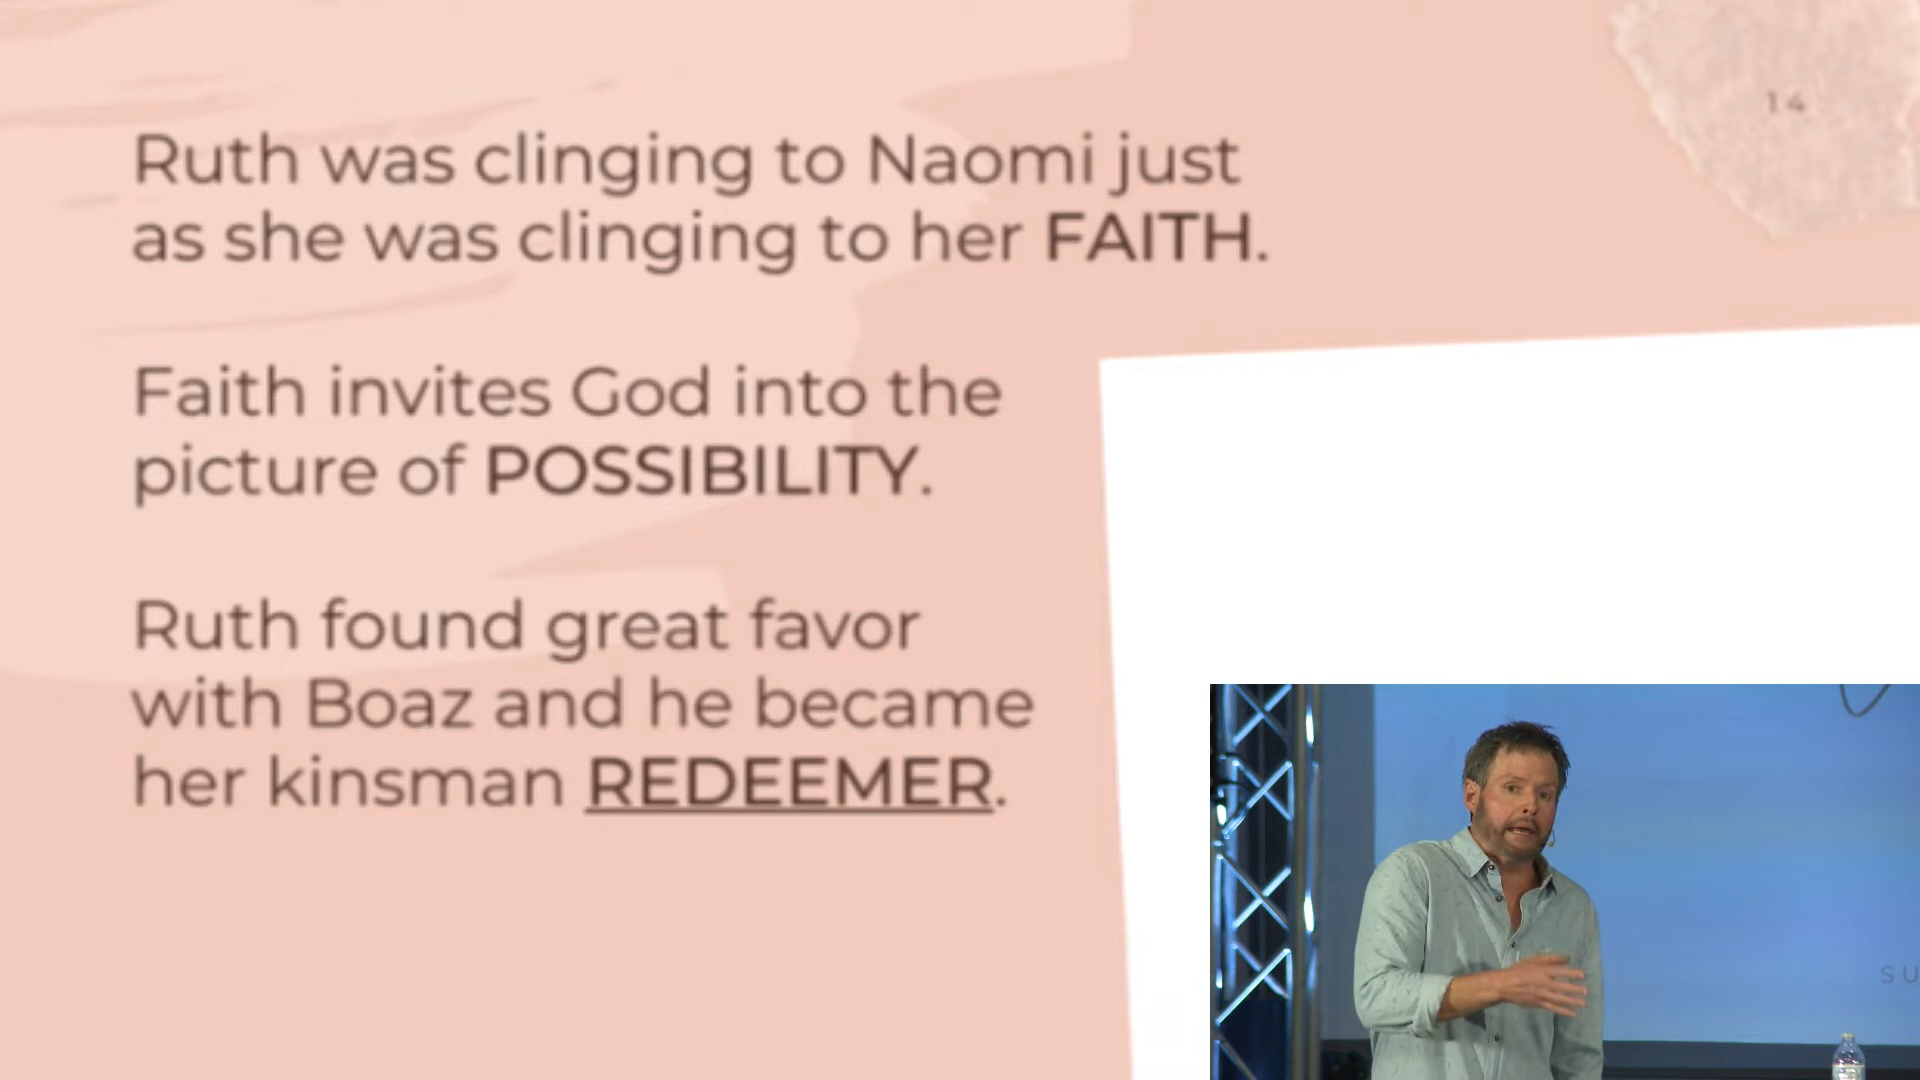 14
Ruth was clinging to Naomi just
as she was clinging to her FAITH.
Faith invites God into the
picture of POSSIBILITY.
Ruth found great favor
with Boaz and he became
her kinsman REDEEMER.
SU